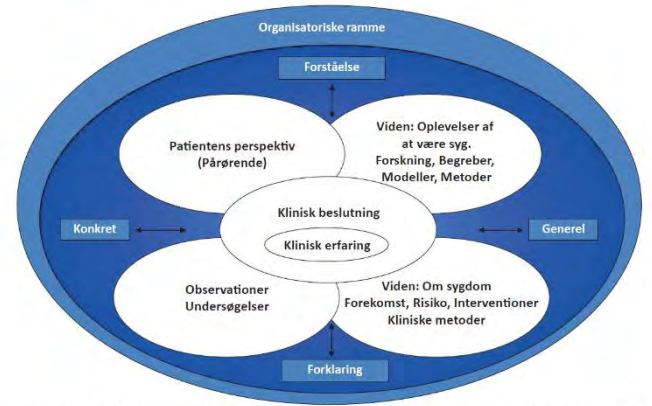 Organisatoriske ramme
Forståelse
Patientens perspektiv
(Pårørende)
Viden: Oplevelser af
at være syg.
Forskning, Begreber,
Modeller, Metoder
Klinisk beslutning
Klinisk erfaring
Konkret
Generel
Observationer
Undersøgelser
Viden: Om sygdom
Forekomst, Risiko, Interventioner
Kliniske metoder
Forklaring